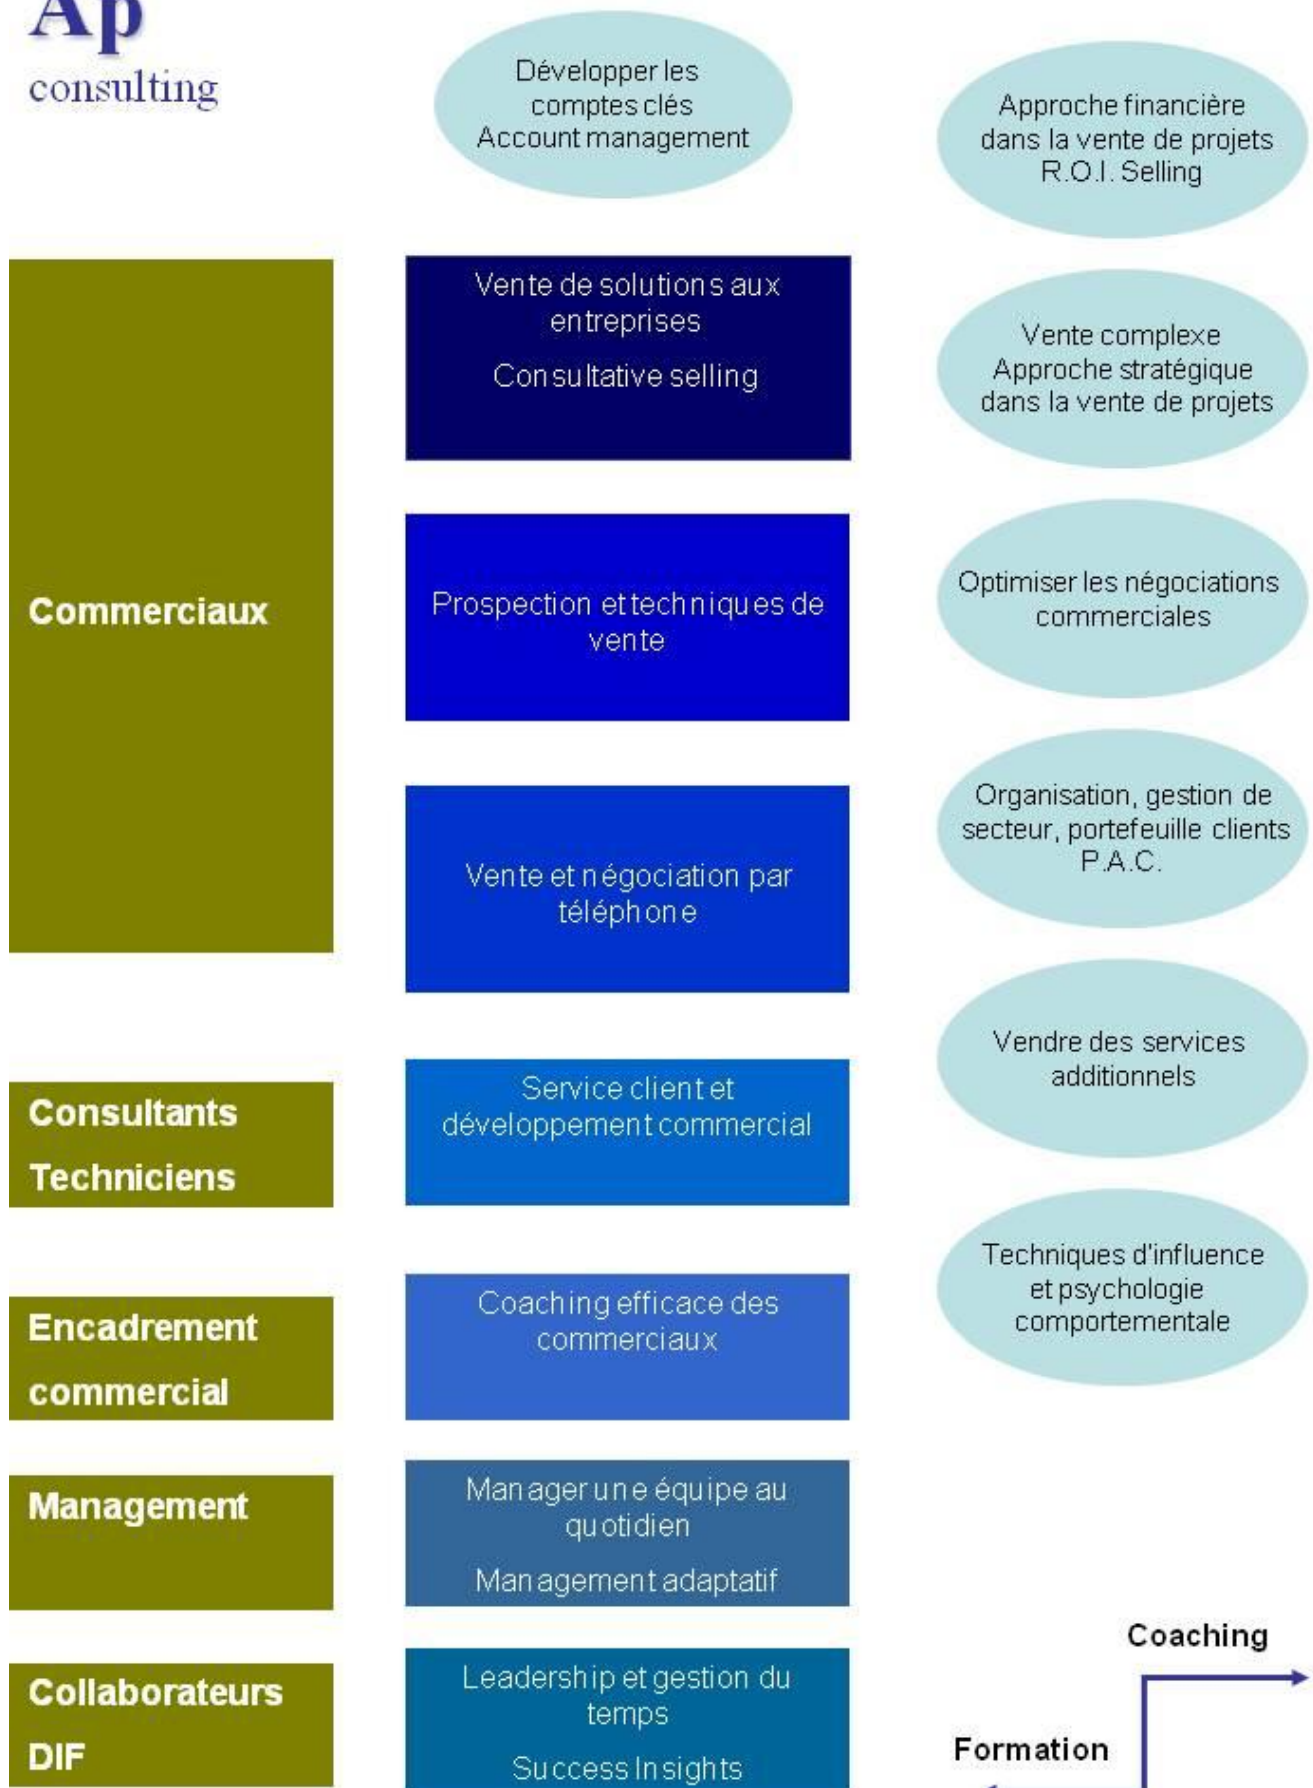 Ap
consulting
Développer les
comptes clés
Account management
Approche financière
dans la vente de projets
R.O.I. Selling
Commerciaux
Vente de solutions aux
entreprises
Consultative selling
Vente complexe
Approche stratégique
dans la vente de projets
Prospection et techniques de
vente
Optimiser les négociations
commerciales
Vente et négociation par
téléphone
Organisation, gestion de
secteur, portefeuille clients
P.A.C.
Consultants
Techniciens
Service client et
développement commercial
Vendre des services
additionnels
Encadrement
commercial
Coaching efficace des
commerciaux
Techniques d'influence
et psychologie
comportementale
Management
Manager une équipe au
quotidien
Management adaptatif
Collaborateurs
DIF
Leadership et gestion du
temps
Success Insights
Coaching
Formation